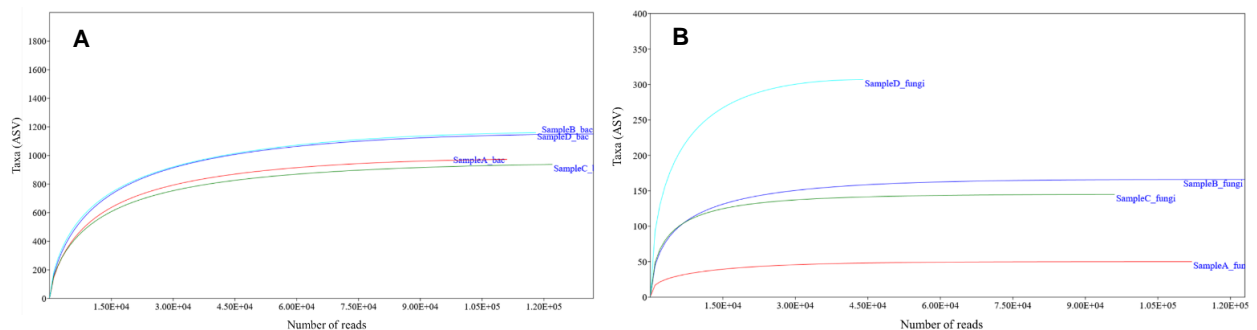 A
1800
1600
1400
1200
1000
800
600
400
200
0
Taxa (ASV)
SampleB_bac
SampleD_bac
SampleA_bac
SampleC_
1.50E+04 3.00E+04 4.50E+04 6.00E+04 7.50E+04 9.00E+04 1.05E+05 1.20E+05
Number of reads
B
400
350
300
250
200
150
100
50
0
Taxa (ASV)
SampleD_fungi
SampleB_fungi
SampleC_fungi
SampleA_fun
1.50E+04 3.00E+04 4.50E+04 6.00E+04 7.50E+04 9.00E+04 1.05E+05 1.20E+05
Number of reads